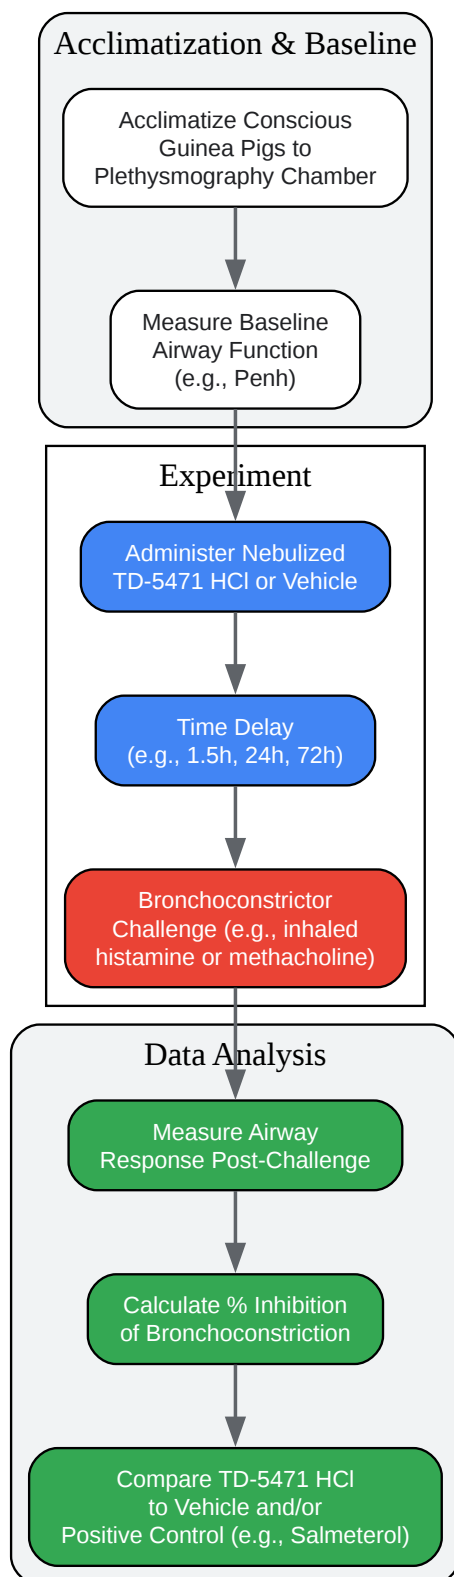 Acclimatization & Baseline
Acclimatize Conscious
Guinea Pigs to
Plethysmography Chamber
Measure Baseline
Airway Function
(e.g., Penh)
Experiment
Administer Nebulized
TD-5471 HCl or Vehicle
Time Delay
(e.g., 1.5h, 24h, 72h)
Bronchoconstrictor
Challenge (e.g., inhaled
histamine or methacholine)
Data Analysis
Measure Airway
Response Post-Challenge
Calculate % Inhibition
of Bronchoconstriction
Compare TD-5471 HCl
to Vehicle and/or
Positive Control (e.g., Salmeterol)